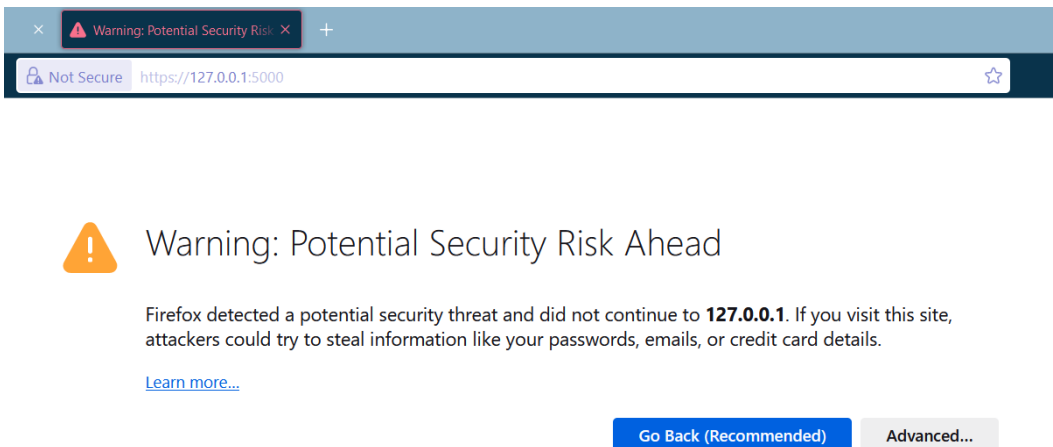 Warning: Potential Security Risk
Not Secure https://127.0.0.1:5000
Warning: Potential Security Risk Ahead
Firefox detected a potential security threat and did not continue to 127.0.0.1. If you visit this site,
attackers could try to steal information like your passwords, emails, or credit card details.
Learn more...
Go Back (Recommended) Advanced...